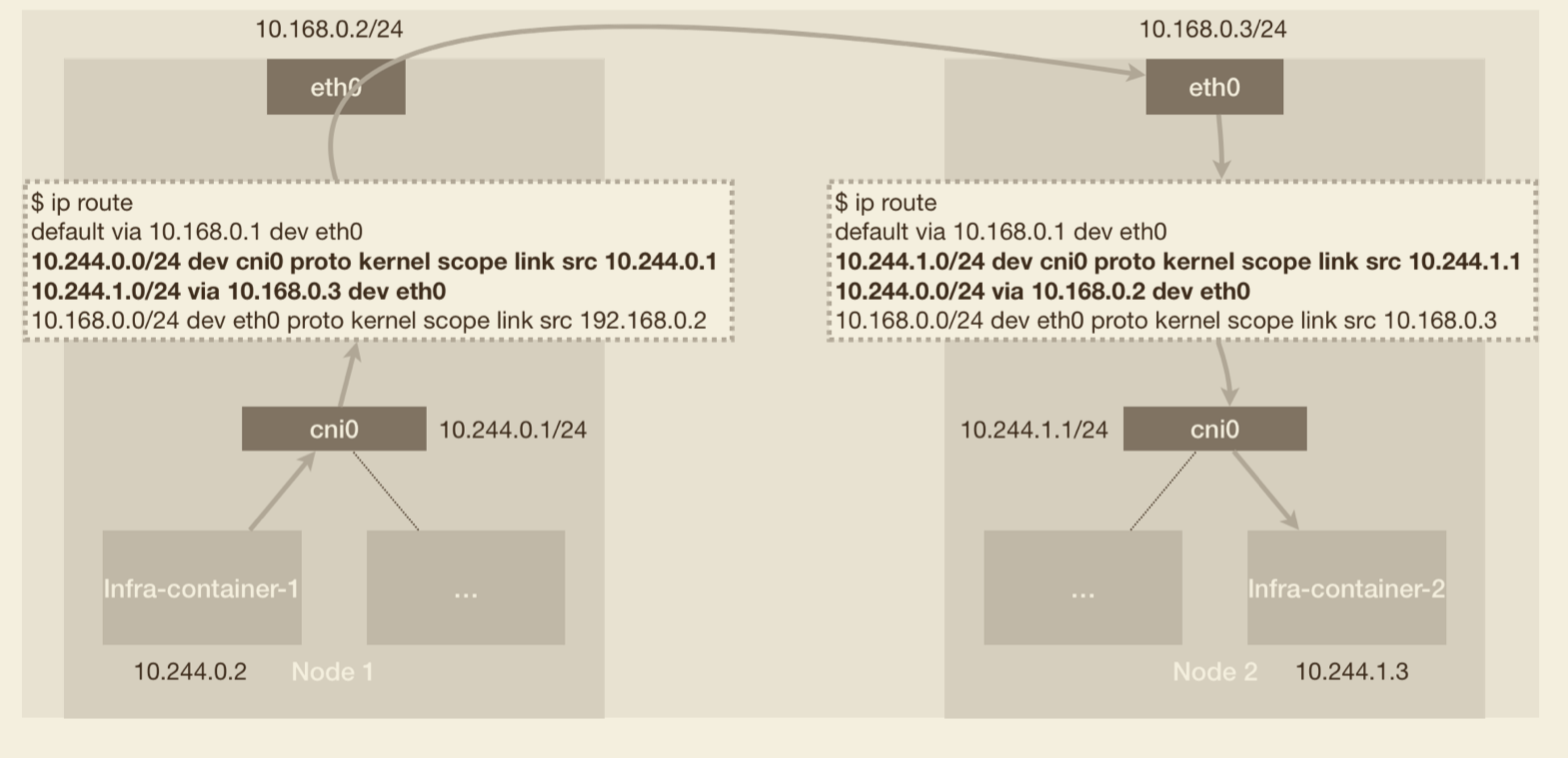 10.168.0.2/24
eth0
$ ip route
default via 10.168.0.1 dev eth0
10.244.0.0/24 dev cni0 proto kernel scope link src 10.244.0.1
10.244.1.0/24 via 10.168.0.3 dev eth0
10.168.0.0/24 dev eth0 proto kernel scope link src 192.168.0.2
cni0
10.244.0.1/24
Infra-container-1
...
10.244.0.2
Node 1
10.168.0.3/24
eth0
$ ip route
default via 10.168.0.1 dev eth0
10.244.1.0/24 dev cni0 proto kernel scope link src 10.244.1.1
10.244.0.0/24 via 10.168.0.2 dev eth0
10.168.0.0/24 dev eth0 proto kernel scope link src 10.168.0.3
10.244.1.1/24
cni0
...
Infra-container-2
Node 2
10.244.1.3